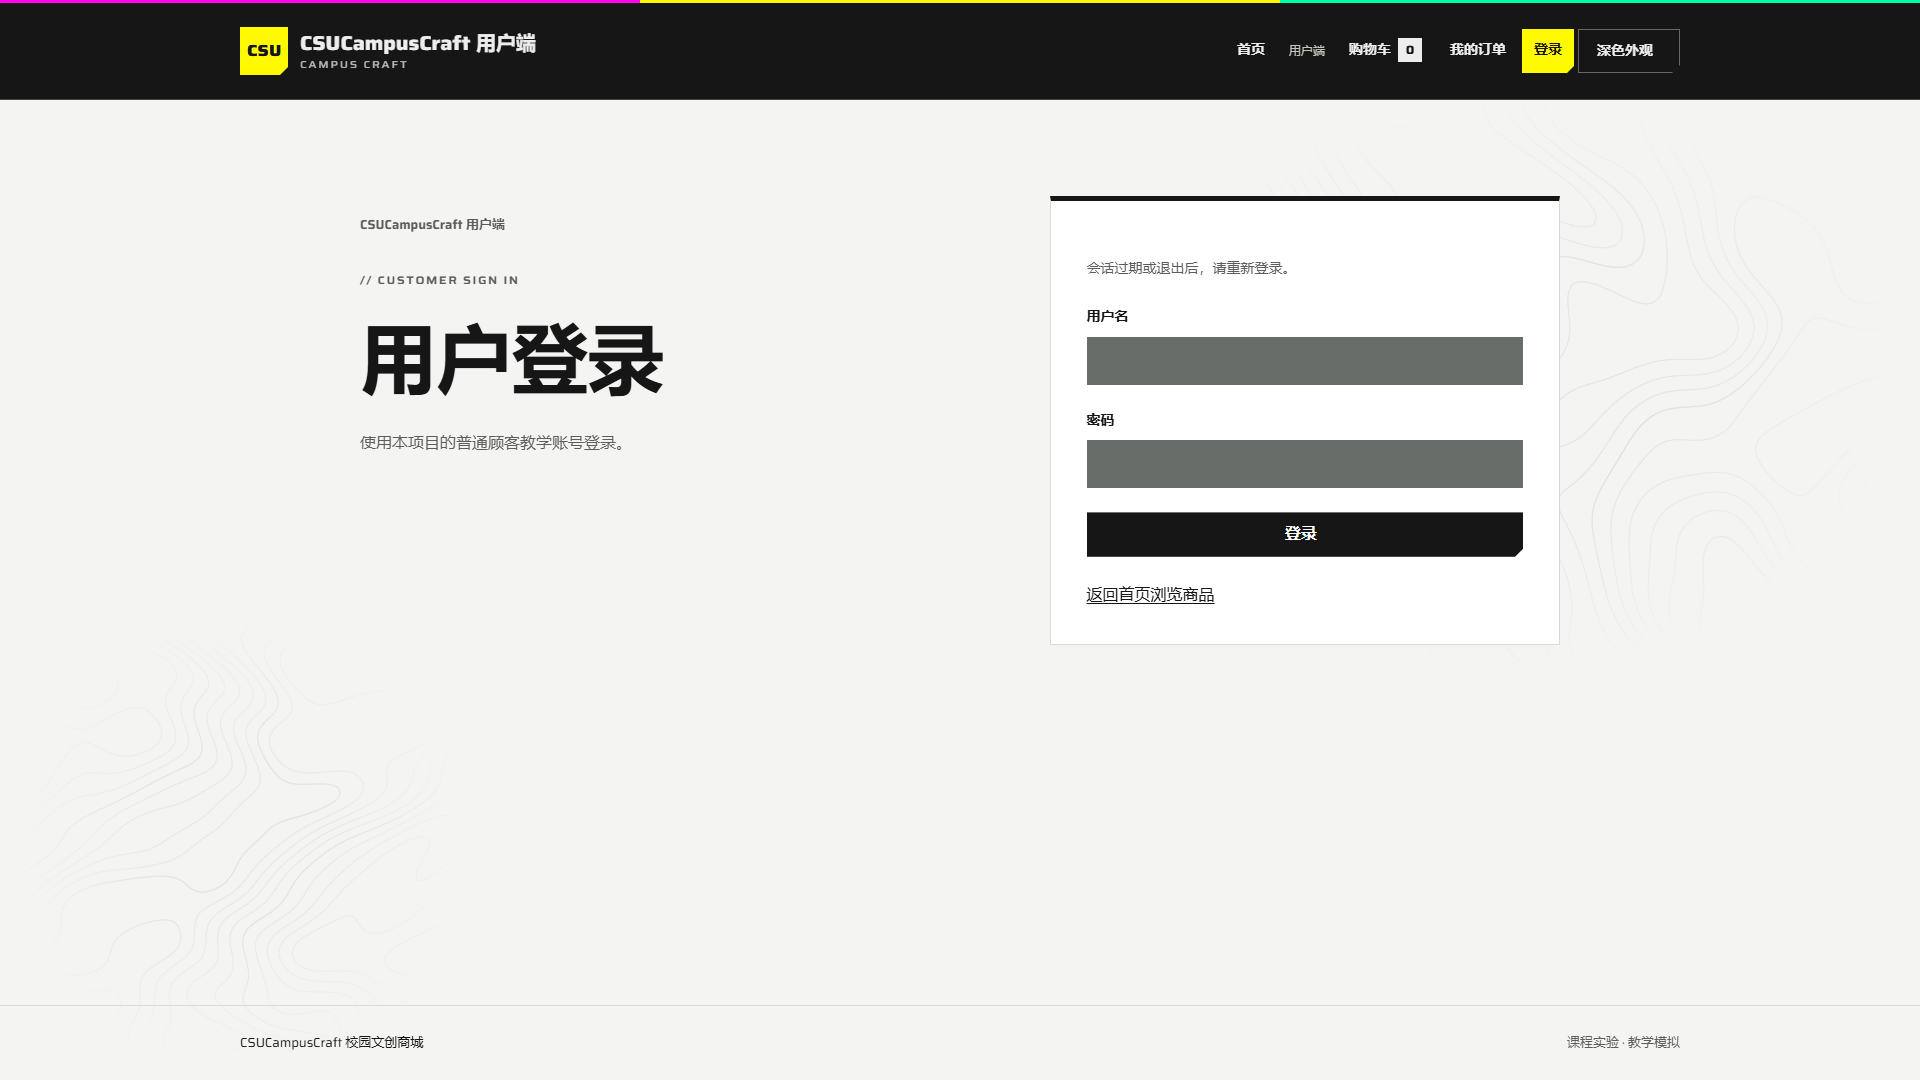 CSU
CSUCampusCraft 用户端
CAMPUS CRAFT
首页
用户端
购物车 0
我的订单
登录
深色外观
CSUCampusCraft 用户端
// CUSTOMER SIGN IN
用户登录
使用本项目的普通顾客教学账号登录。
会话过期或退出后，请重新登录。
用户名
密码
登录
返回首页浏览商品
CSUCampusCraft 校园文创商城
课程实验 · 教学模拟